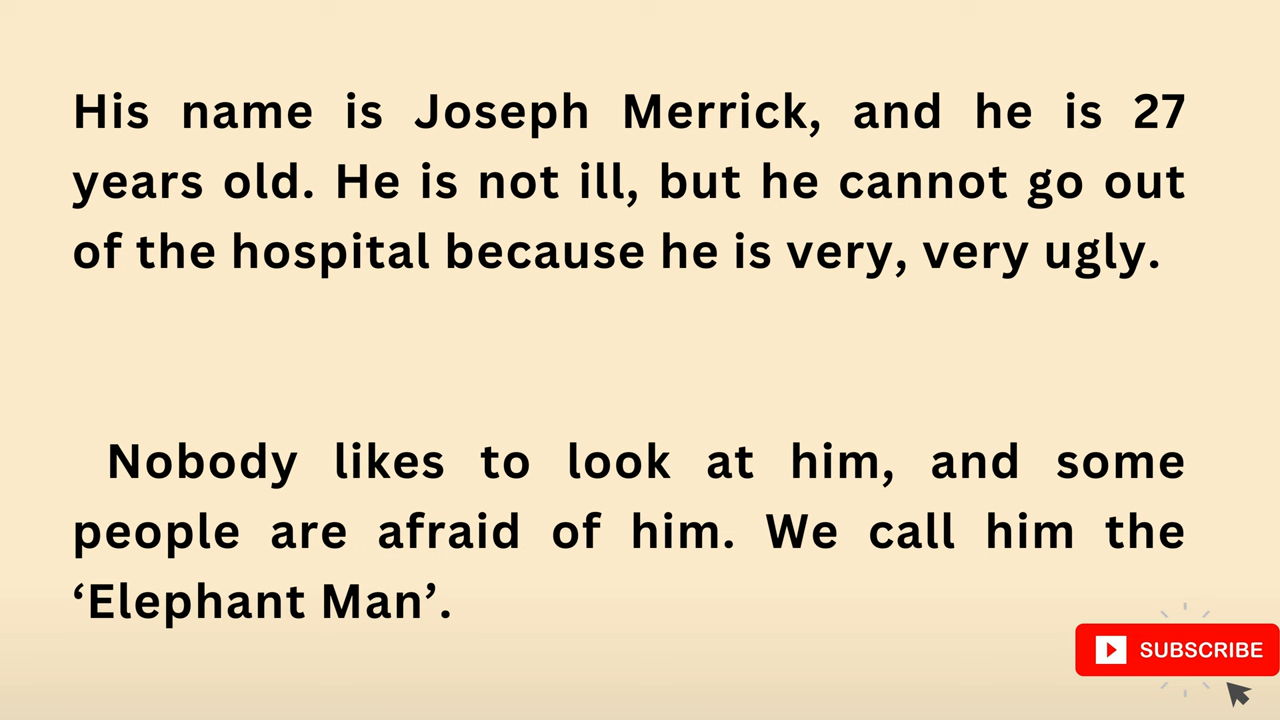 His name is Joseph Merrick, and he is 27
years old. He is not ill, but he cannot go out
of the hospital because he is very, very ugly.
Nobody likes to look at him, and some
people are afraid of him. We call him the
‘Elephant Man’.
SUBSCRIBE